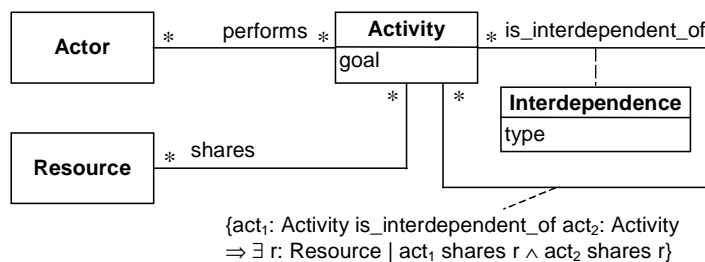 Actor
* performs *
Activity
goal
* is_interdependent_of
Interdependence
type
* *
Resource
* shares
{act₁: Activity is_interdependent_of act₂: Activity
⇒ ∃ r: Resource | act₁ shares r ∧ act₂ shares r}